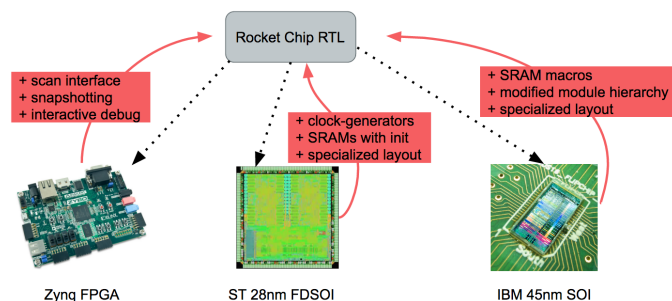 Rocket Chip RTL
+ scan interface
+ snapshotting
+ interactive debug
+ clock-generators
+ SRAMs with init
+ specialized layout
+ SRAM macros
+ modified module hierarchy
+ specialized layout
South
Zynq FPGA
ST 28nm FDSOI
IBM 45nm SOI